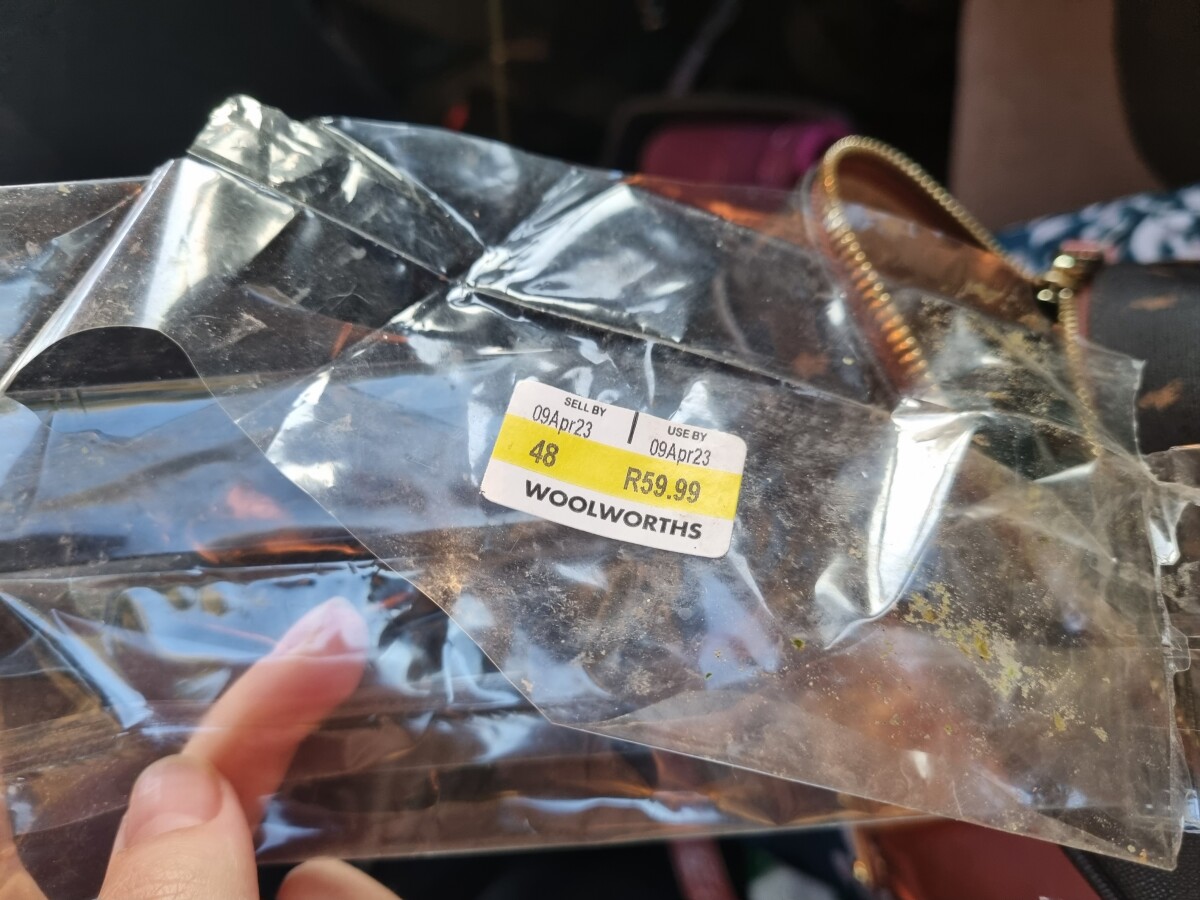 SELL BY
09Apr23
USE BY
09Apr23
48 R59.99
WOOLWORTHS